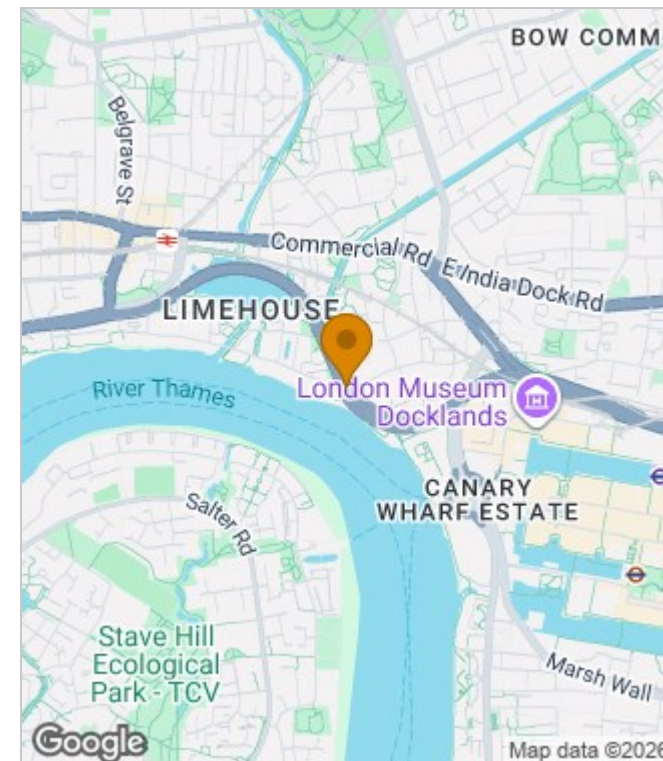 BOW COMM
Belgrave St
Commercial Rd
E India Dock Rd
LIMEHOUSE
River Thames
London Museum
Docklands
CANARY
WHARF ESTATE
Salter Rd
Stave Hill
Ecological
Park - TCV
Marsh Wall
Google
Map data ©2026